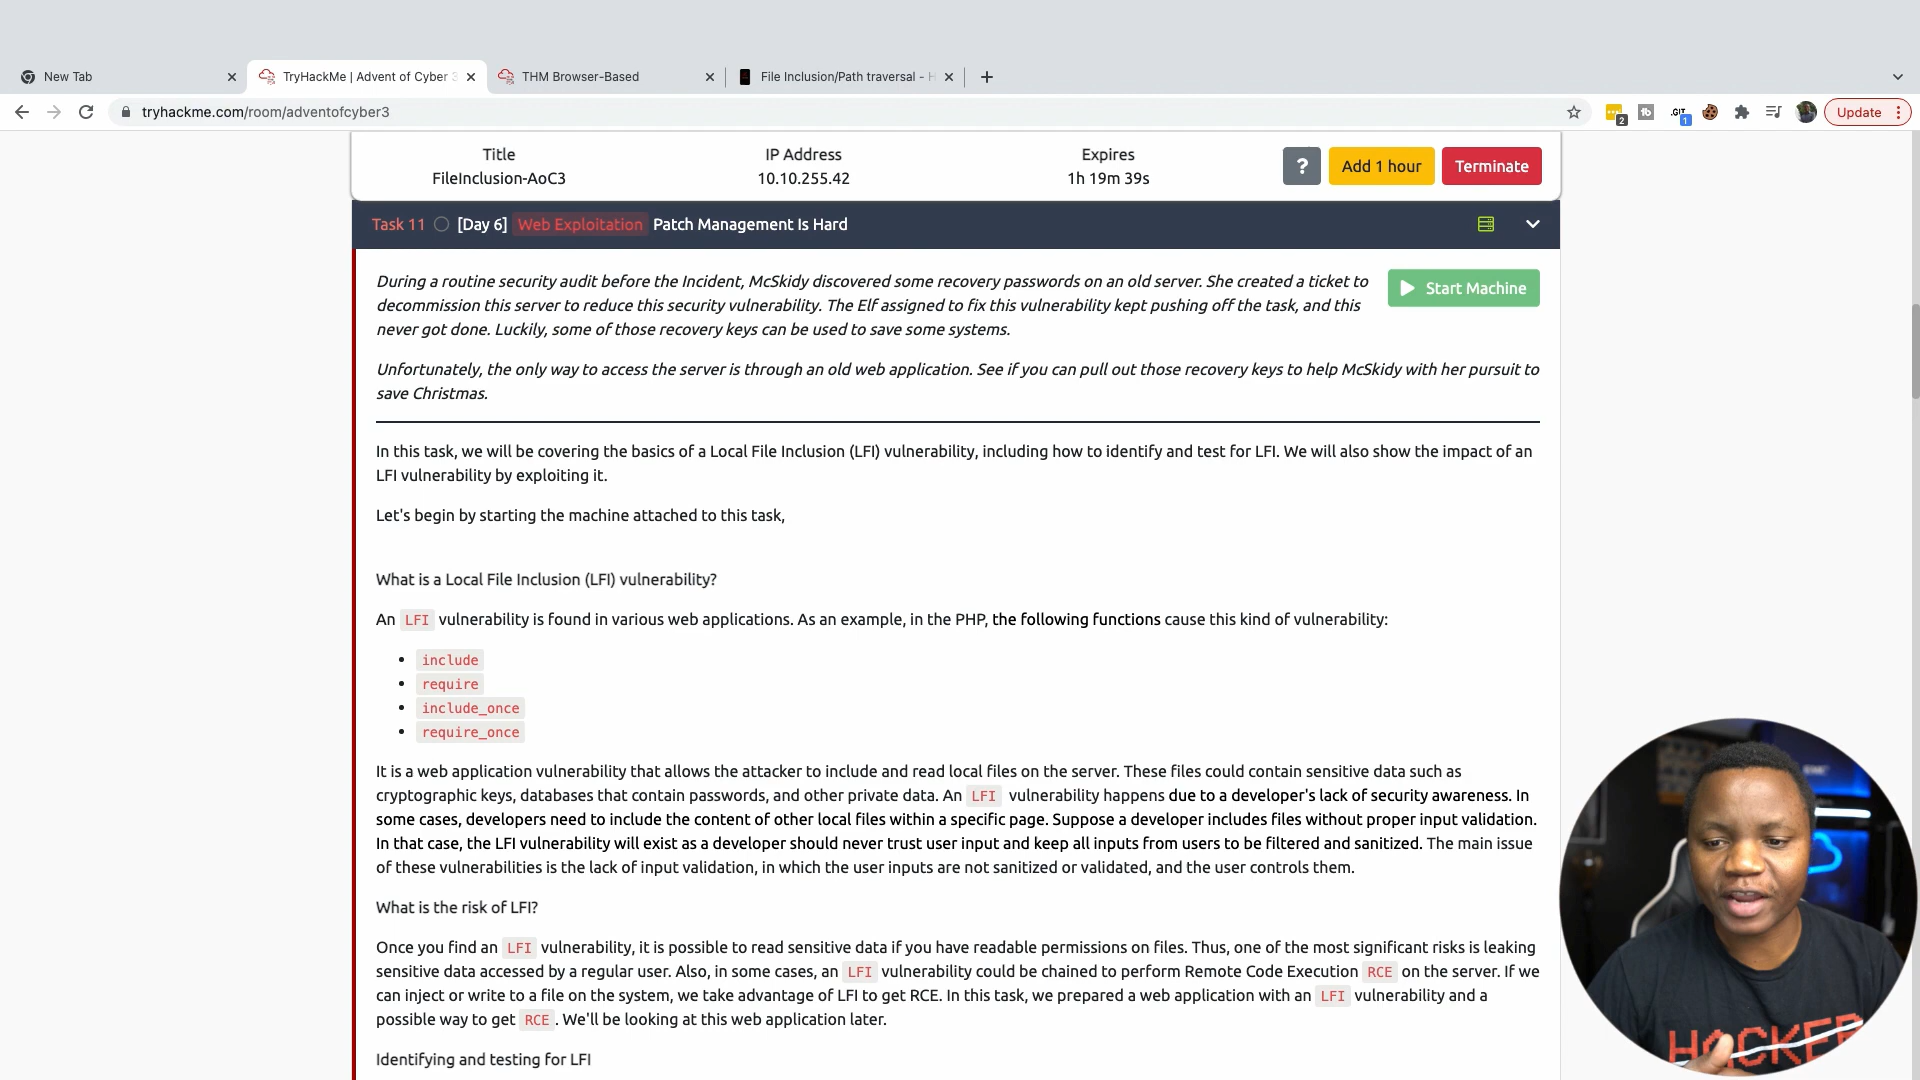 New Tab
TryHackMe | Advent of Cyber 3
THM Browser-Based
File Inclusion/Path traversal - H
tryhackme.com/room/adventofcyber3
2
tb
.GIT
1
Update
Title
IP Address
Expires
FileInclusion-AoC3
10.10.255.42
1h 19m 39s
?
Add 1 hour
Terminate
Task 11 [Day 6] Web Exploitation Patch Management Is Hard
During a routine security audit before the Incident, McSkidy discovered some recovery passwords on an old server. She created a ticket to
decommission this server to reduce this security vulnerability. The Elf assigned to fix this vulnerability kept pushing off the task, and this
never got done. Luckily, some of those recovery keys can be used to save some systems.
Start Machine
Unfortunately, the only way to access the server is through an old web application. See if you can pull out those recovery keys to help McSkidy with her pursuit to
save Christmas.
In this task, we will be covering the basics of a Local File Inclusion (LFI) vulnerability, including how to identify and test for LFI. We will also show the impact of an
LFI vulnerability by exploiting it.
Let's begin by starting the machine attached to this task,
What is a Local File Inclusion (LFI) vulnerability?
An LFI vulnerability is found in various web applications. As an example, in the PHP, the following functions cause this kind of vulnerability:
• include
• require
• include_once
• require_once
It is a web application vulnerability that allows the attacker to include and read local files on the server. These files could contain sensitive data such as
cryptographic keys, databases that contain passwords, and other private data. An LFI vulnerability happens due to a developer's lack of security awareness. In
some cases, developers need to include the content of other local files within a specific page. Suppose a developer includes files without proper input validation.
In that case, the LFI vulnerability will exist as a developer should never trust user input and keep all inputs from users to be filtered and sanitized. The main issue
of these vulnerabilities is the lack of input validation, in which the user inputs are not sanitized or validated, and the user controls them.
What is the risk of LFI?
Once you find an LFI vulnerability, it is possible to read sensitive data if you have readable permissions on files. Thus, one of the most significant risks is leaking
sensitive data accessed by a regular user. Also, in some cases, an LFI vulnerability could be chained to perform Remote Code Execution RCE on the server. If we
can inject or write to a file on the system, we take advantage of LFI to get RCE. In this task, we prepared a web application with an LFI vulnerability and a
possible way to get RCE. We'll be looking at this web application later.
Identifying and testing for LFI
HACKER